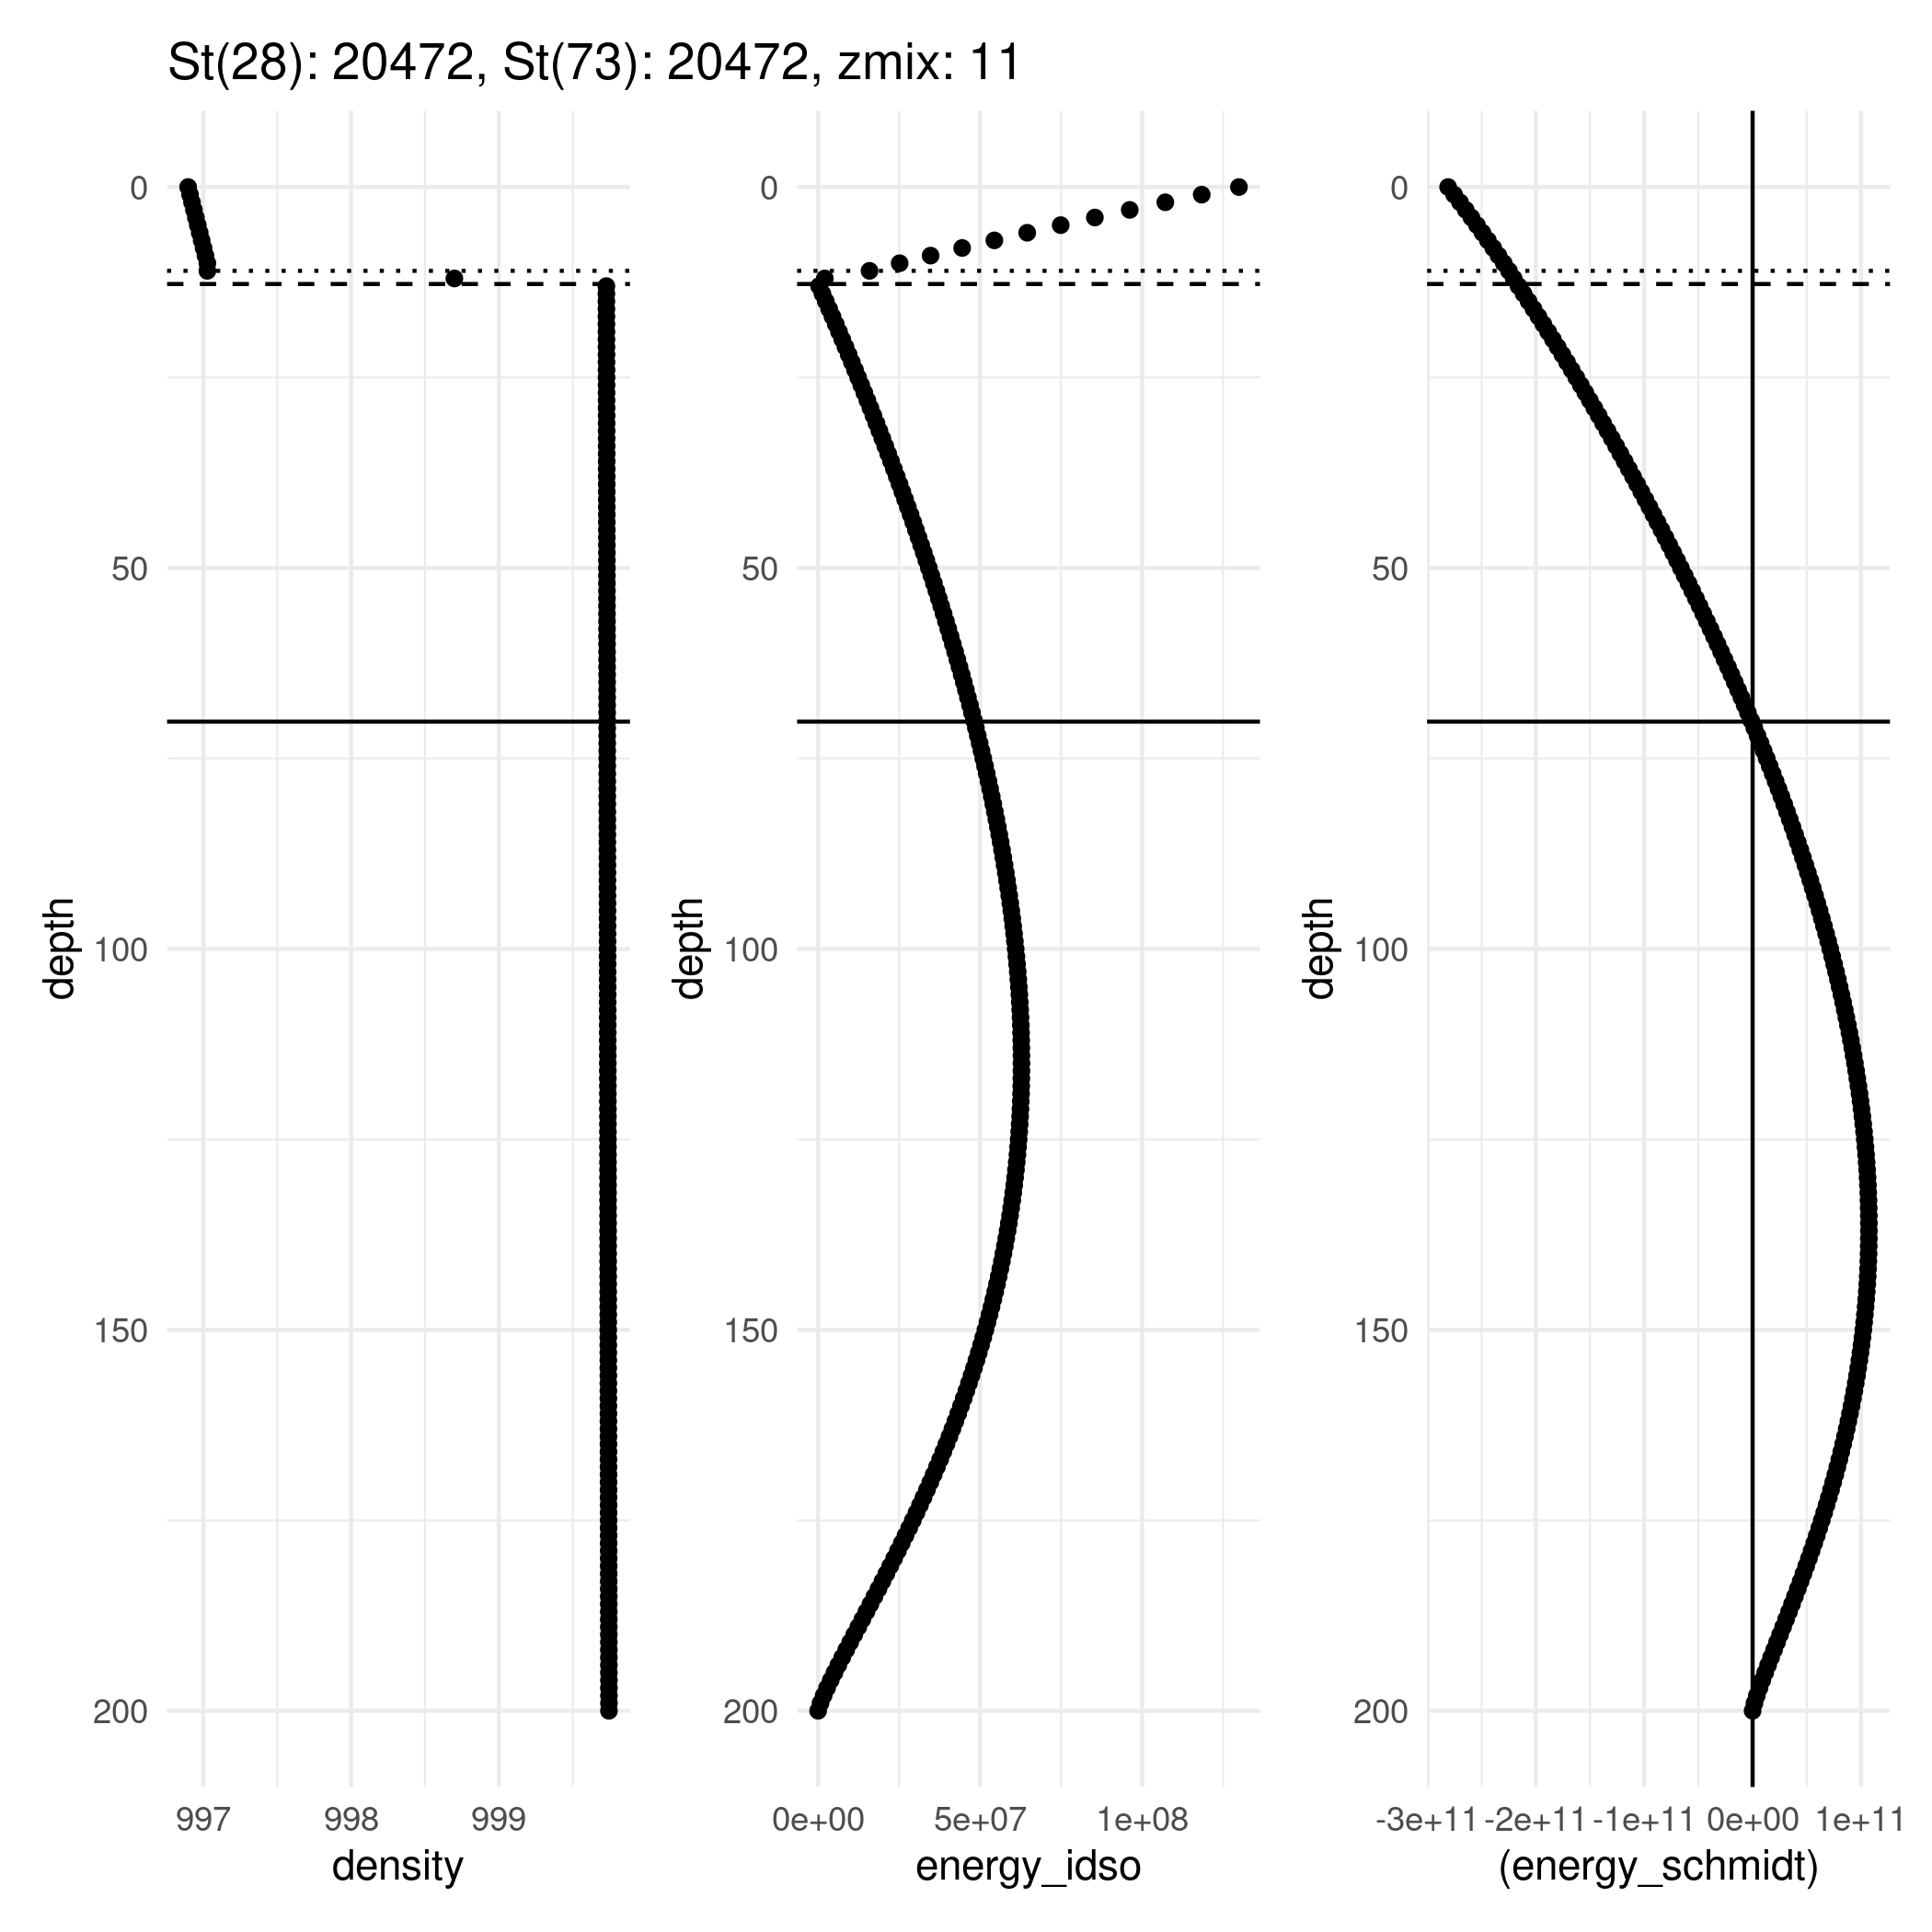 St(28): 20472, St(73): 20472, zmix: 11
depth
0
50
100
150
200
997
998
999
density
depth
0
50
100
150
200
0e+00
5e+07
1e+08
energy_idso
depth
0
50
100
150
200
-3e+11
-2e+11
-1e+11
0e+00
1e+11
(energy_schmidt)